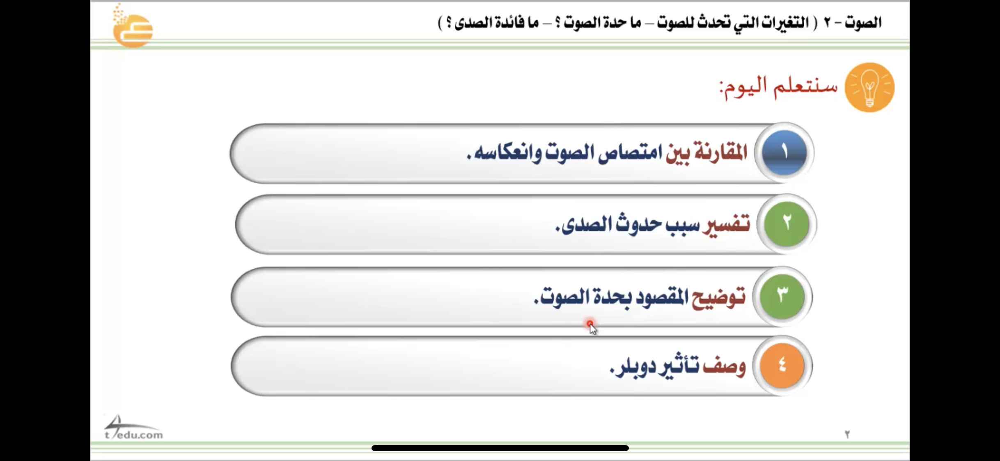 الصوت - ٢ ( التغيرات التي تحدث للصوت – ما حدة الصوت ؟ – ما فائدة الصدى ؟ )
سنتعلم اليوم:
١
المقارنة بين امتصاص الصوت وانعكاسه .
٢
تفسير سبب حدوث الصدى.
٣
توضيح المقصود بحدة الصوت.
٤
وصف تأثير دوبلر.
t4edu.com
٢